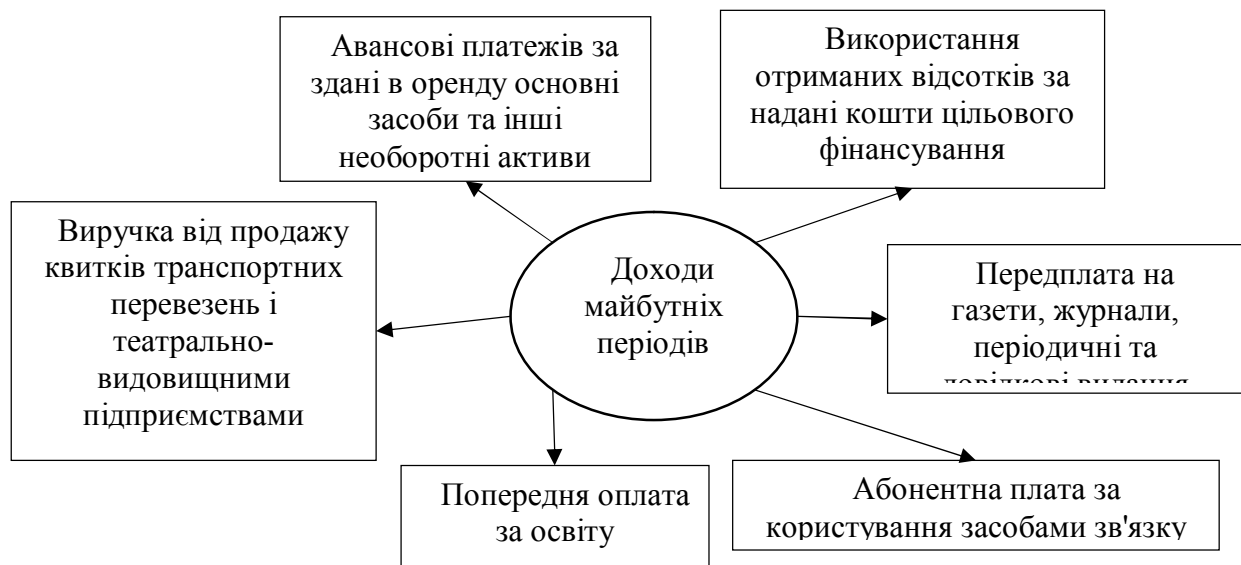 Авансові платежів за
здані в оренду основні
засоби та інші
необоротні активи
Використання
отриманих відсотків за
надані кошти цільового
фінансування
Виручка від продажу
квитків транспортних
перевезень і
театрально-
видовищними
підприємствами
Доходи
майбутніх
періодів
Передплата на
газети, журнали,
періодичні та
довідкові видання
Попередня оплата
за освіту
Абонентна плата за
користування засобами зв'язку